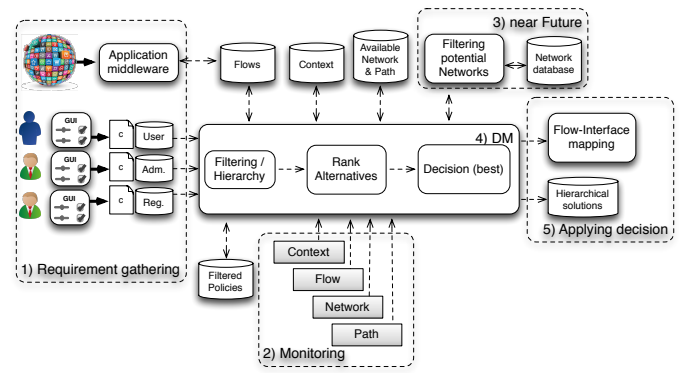 3) near Future
Application
middleware
Flows
Context
Available
Network
& Path
Filtering
potential
Networks
Network
database
GUI
c
User
GUI
c
Adm.
GUI
c
Reg.
4) DM
Filtering /
Hierarchy
Rank
Alternatives
Decision (best)
Flow-Interface
mapping
Hierarchical
solutions
5) Applying decision
1) Requirement gathering
Filtered
Policies
Context
Flow
Network
Path
2) Monitoring